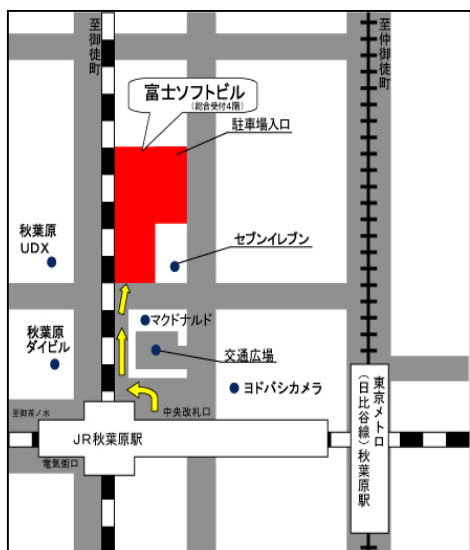 至御徒町
至仲御徒町
富士ソフトビル
（総合受付4階）
駐車場入口
秋葉原
UDX
セブンイレブン
マクドナルド
秋葉原
ダイビル
交通広場
ヨドバシカメラ
至御茶ノ水
中央改札口
JR秋葉原駅
電気街口
東京メトロ
（日比谷線）秋葉原駅